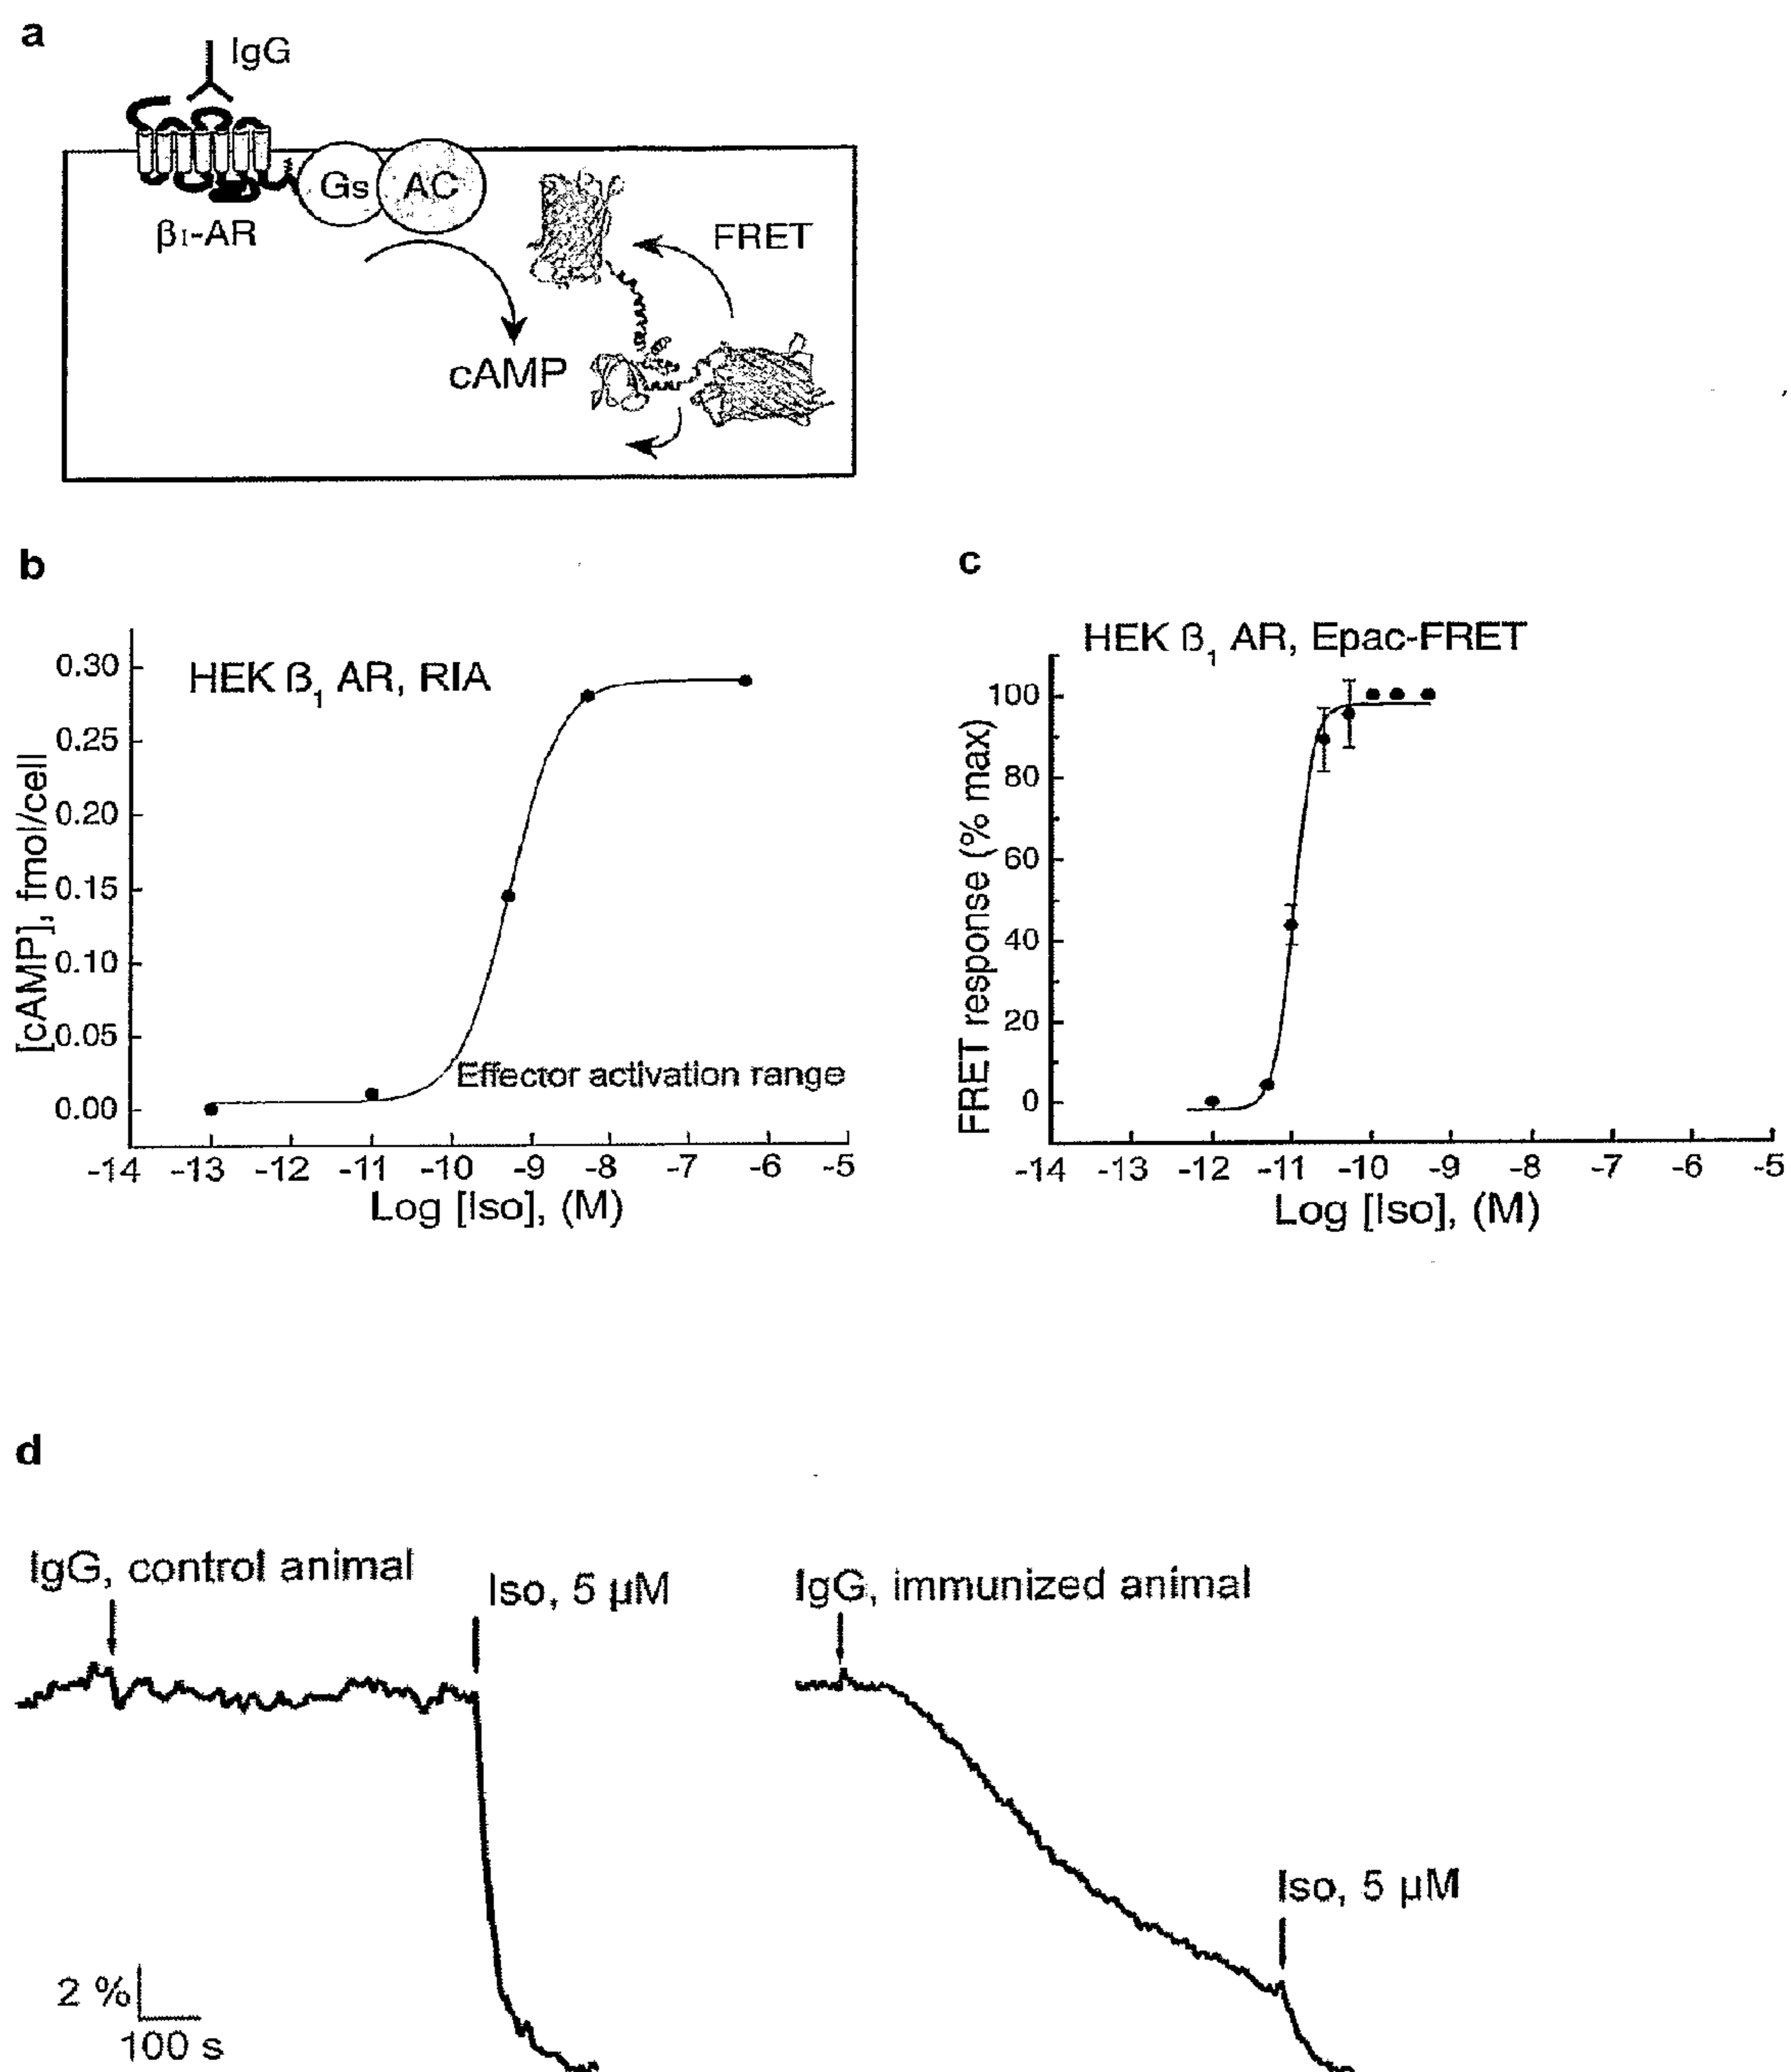 a
IgG
Gs
AC
β1-AR
FRET
cAMP
b
HEK ß1 AR, RIA
[cAMP], fmol/cell
0.30
0.25
0.20
0.15
0.10
0.05
0.00
Effector activation range
-14 -13 -12 -11 -10 -9 -8 -7 -6 -5
Log [Iso], (M)
c
HEK ß1 AR, Epac-FRET
FRET response (% max)
100
80
60
40
20
0
-14 -13 -12 -11 -10 -9 -8 -7 -6 -5
Log [Iso], (M)
d
IgG, control animal
Iso, 5 µM
IgG, immunized animal
Iso, 5 µM
2 %
100 s